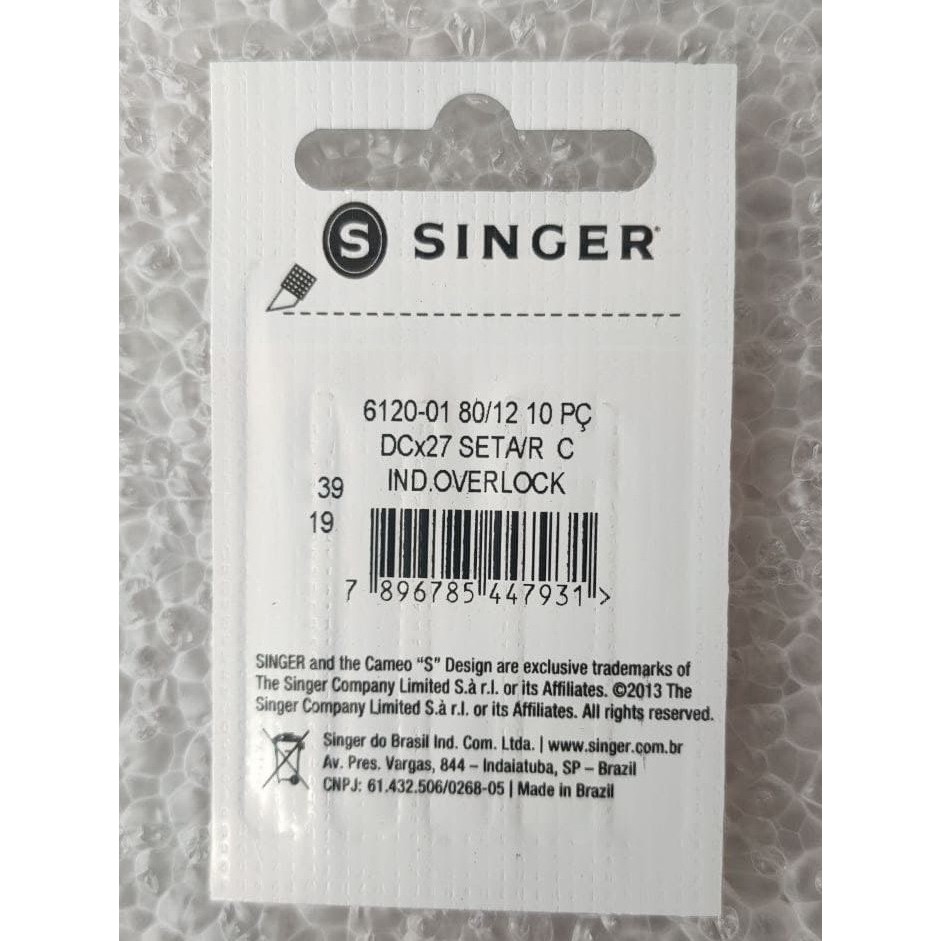 S SINGER®
6120-01 80/12 10 PÇ
DCx27 SETA/R C
IND.OVERLOCK
39
19
7 896785 447931 >
SINGER and the Cameo “S” Design are exclusive trademarks of
The Singer Company Limited S.à r.l. or its Affiliates. ©2013 The
Singer Company Limited S.à r.l. or its Affiliates. All rights reserved.
Singer do Brasil Ind. Com. Ltda. | www.singer.com.br
Av. Pres. Vargas, 844 – Indaiatuba, SP – Brazil
CNPJ: 61.432.506/0268-05 | Made in Brazil